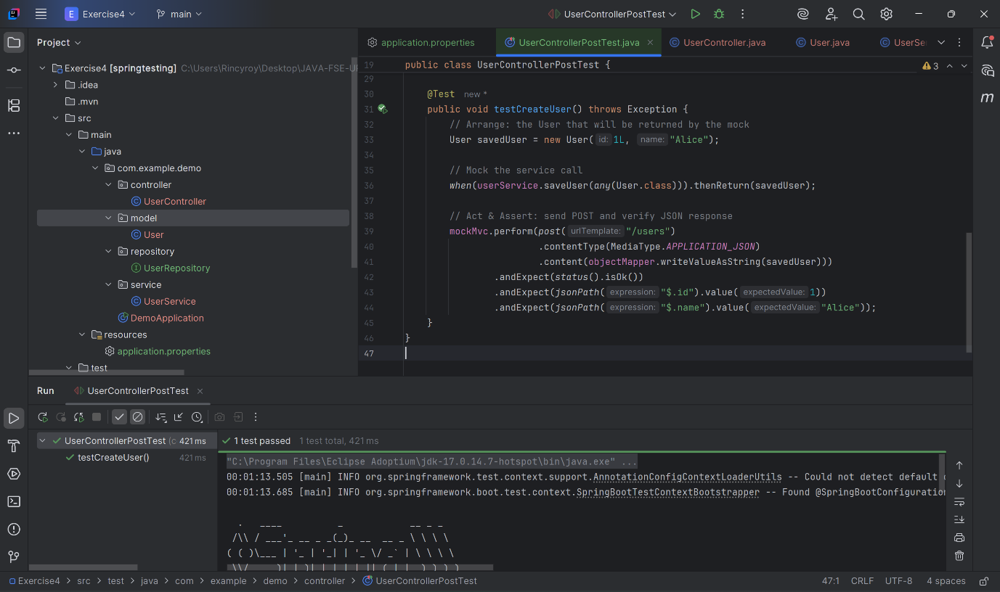 E Exercise4 main UserControllerPostTest
Project
Exercise4 [springtesting] C:\Users\Rincyroy\Desktop\JAVA-FSE-U
.idea
.mvn
src
main
java
com.example.demo
controller
UserController
model
User
repository
UserRepository
service
UserService
DemoApplication
resources
application.properties
test
application.properties UserControllerPostTest.java UserController.java User.java UserSe
19 public class UserControllerPostTest { 3
29
30 @Test new *
31 public void testCreateUser() throws Exception {
32 // Arrange: the User that will be returned by the mock
33 User savedUser = new User( id: 1L, name: "Alice");
34
35 // Mock the service call
36 when(userService.saveUser(any(User.class))).thenReturn(savedUser);
37
38 // Act & Assert: send POST and verify JSON response
39 mockMvc.perform(post( urlTemplate: "/users")
40 .contentType(MediaType.APPLICATION_JSON)
41 .content(objectMapper.writeValueAsString(savedUser)))
42 .andExpect(status().isOk())
43 .andExpect(jsonPath( expression: "$.id").value( expectedValue: 1))
44 .andExpect(jsonPath( expression: "$.name").value( expectedValue: "Alice"));
45 }
46 }
47
m
Run UserControllerPostTest
UserControllerPostTest (c 421 ms
testCreateUser() 421 ms
1 test passed 1 test total, 421 ms
"C:\Program Files\Eclipse Adoptium\jdk-17.0.14.7-hotspot\bin\java.exe" ...
00:01:13.505 [main] INFO org.springframework.test.context.support.AnnotationConfigContextLoaderUtils -- Could not detect default
00:01:13.685 [main] INFO org.springframework.boot.test.context.SpringBootTestContextBootstrapper -- Found @SpringBootConfiguration
Exercise4 > src > test > java > com > example > demo > controller > UserControllerPostTest 47:1 CRLF UTF-8 4 spaces